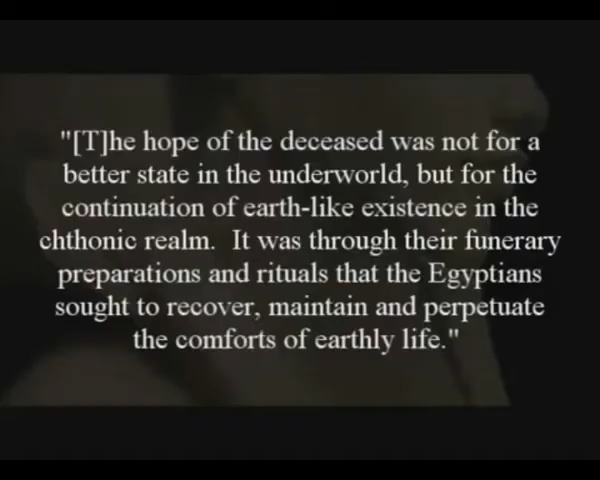 "[T]he hope of the deceased was not for a
better state in the underworld, but for the
continuation of earth-like existence in the
chthonic realm.  It was through their funerary
preparations and rituals that the Egyptians
sought to recover, maintain and perpetuate
the comforts of earthly life."